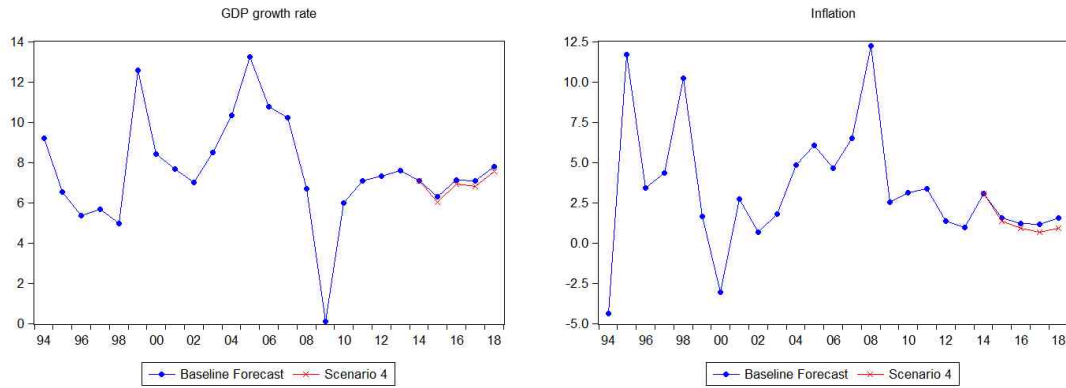 GDP growth rate
14
12
10
8
6
4
2
0
94 96 98 00 02 04 06 08 10 12 14 16 18
Baseline Forecast Scenario 4
Inflation
12.5
10.0
7.5
5.0
2.5
0.0
-2.5
-5.0
94 96 98 00 02 04 06 08 10 12 14 16 18
Baseline Forecast Scenario 4